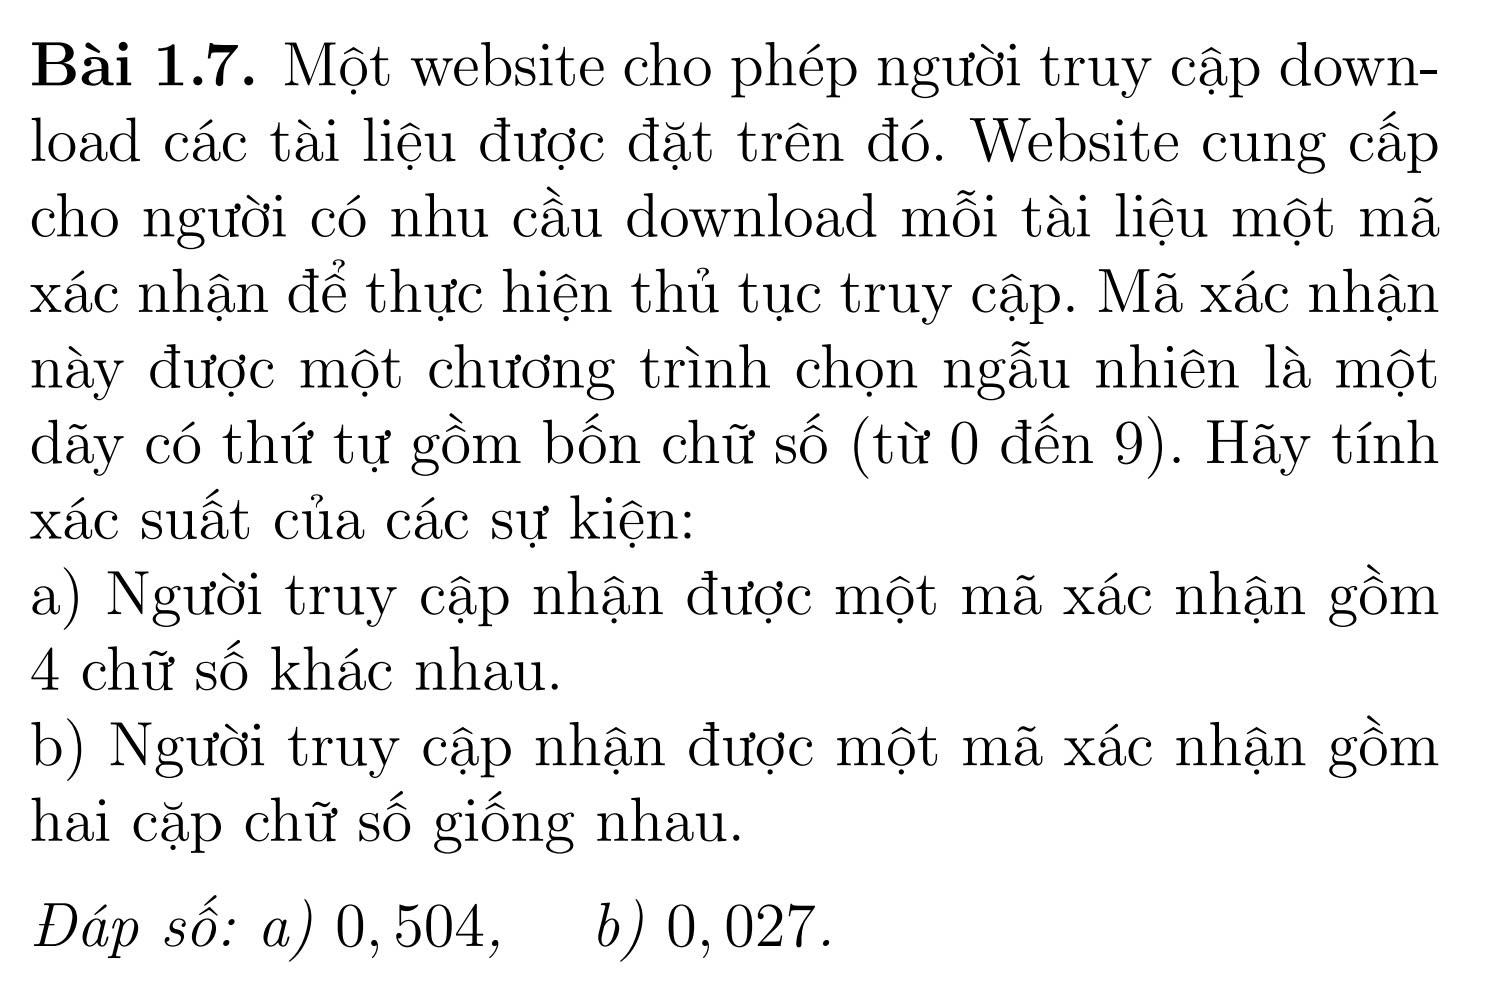 Bài 1.7. Một website cho phép người truy cập down-
load các tài liệu được đặt trên đó. Website cung cấp
cho người có nhu cầu download mỗi tài liệu một mã
xác nhận để thực hiện thủ tục truy cập. Mã xác nhận
này được một chương trình chọn ngẫu nhiên là một
dãy có thứ tự gồm bốn chữ số (từ 0 đến 9). Hãy tính
xác suất của các sự kiện:
a) Người truy cập nhận được một mã xác nhận gồm
4 chữ số khác nhau.
b) Người truy cập nhận được một mã xác nhận gồm
hai cặp chữ số giống nhau.
Đáp số: a) 0, 504, b) 0, 027.